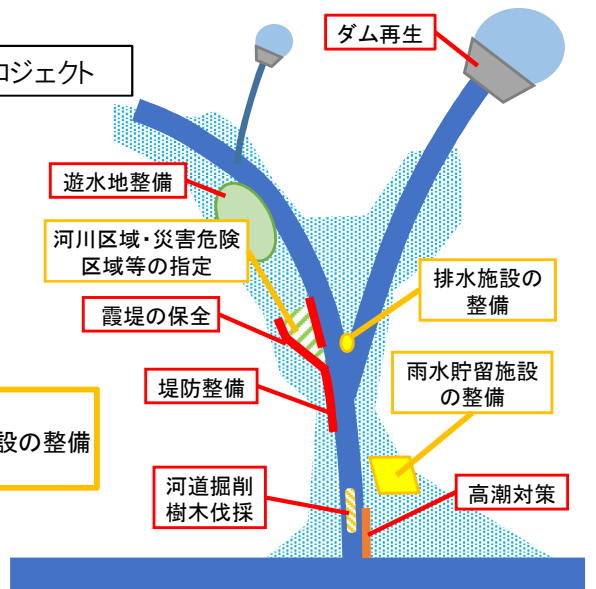 ダム再生
ロジェクト
遊水地整備
河川区域・災害危険
区域等の指定
排水施設の
整備
霞堤の保全
雨水貯留施設
の整備
堤防整備
設の整備
河道掘削
樹木伐採
高潮対策